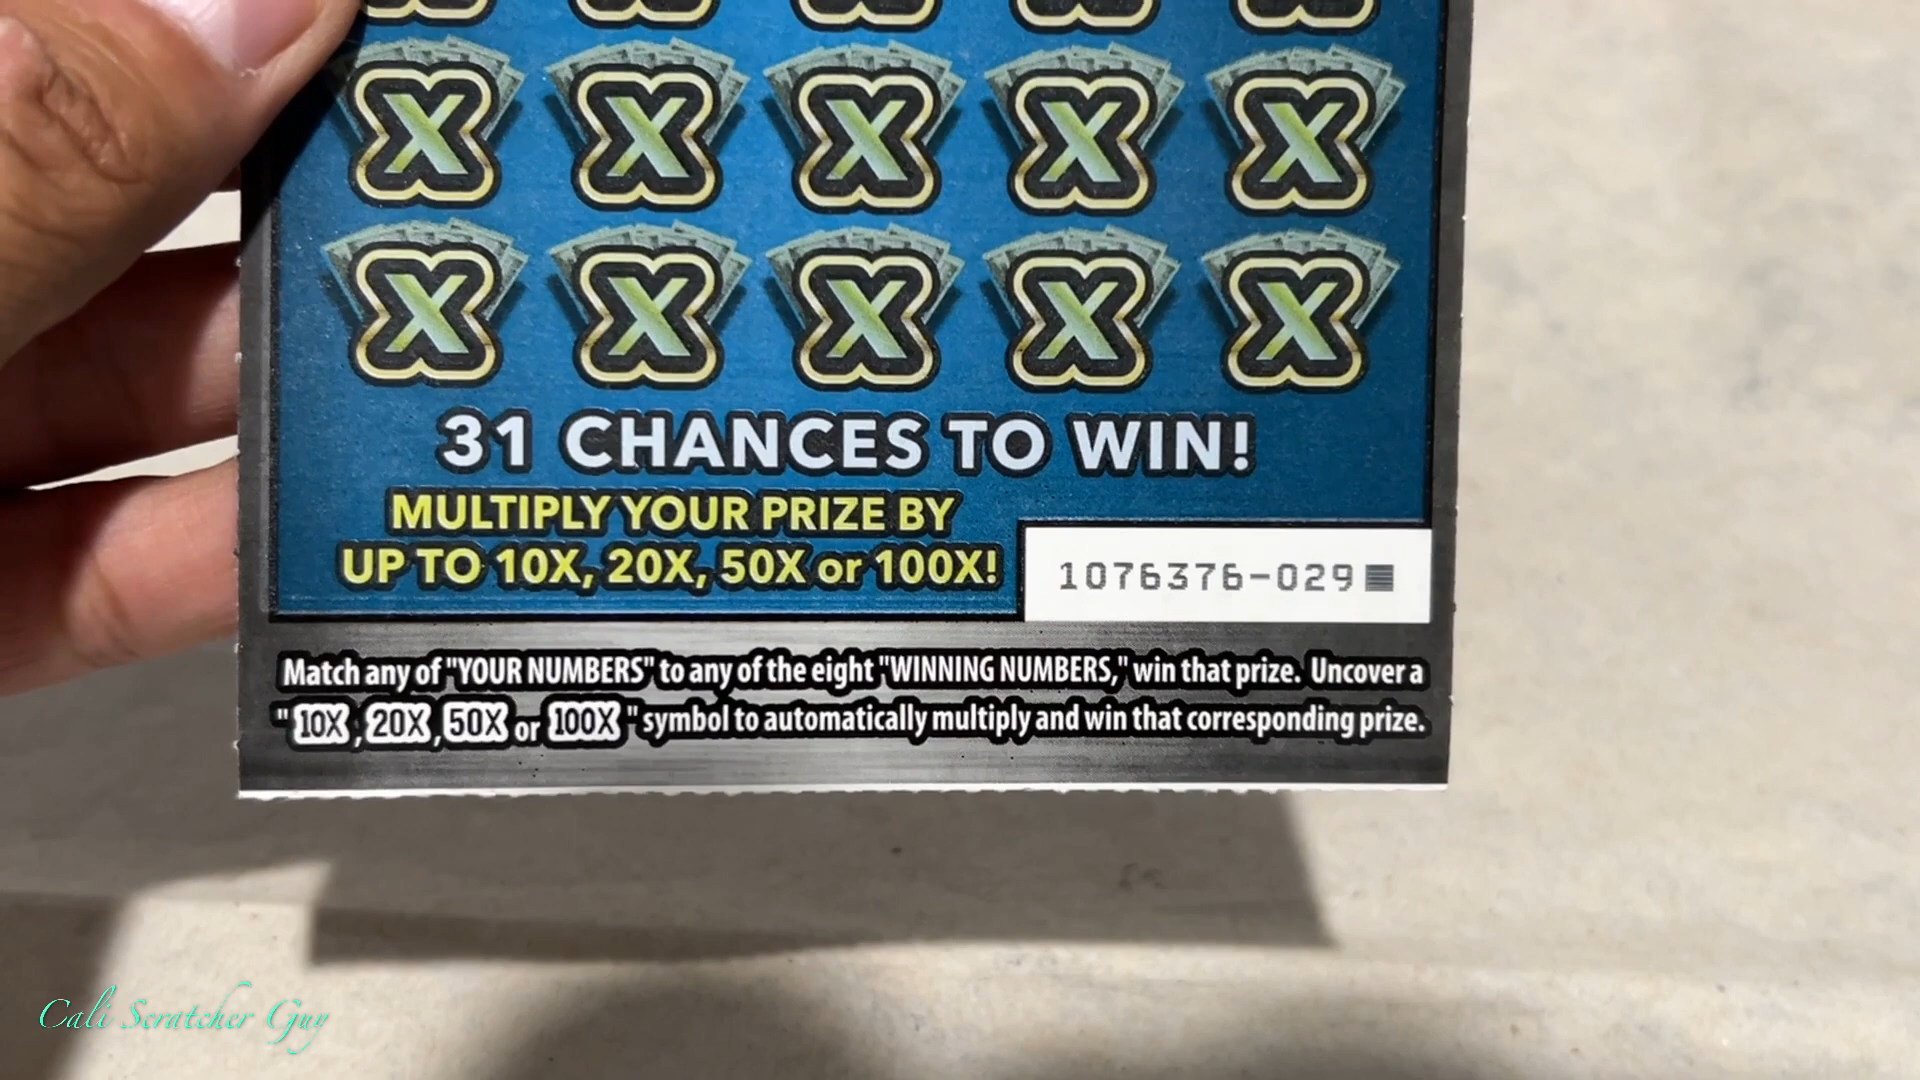 X X X X X
X X X X X
31 CHANCES TO WIN!
MULTIPLY YOUR PRIZE BY
UP TO 10X, 20X, 50X or 100X!
1076376-029
Match any of "YOUR NUMBERS" to any of the eight "WINNING NUMBERS," win that prize. Uncover a
"10X, 20X, 50X or 100X" symbol to automatically multiply and win that corresponding prize.
Cali Scratcher Guy